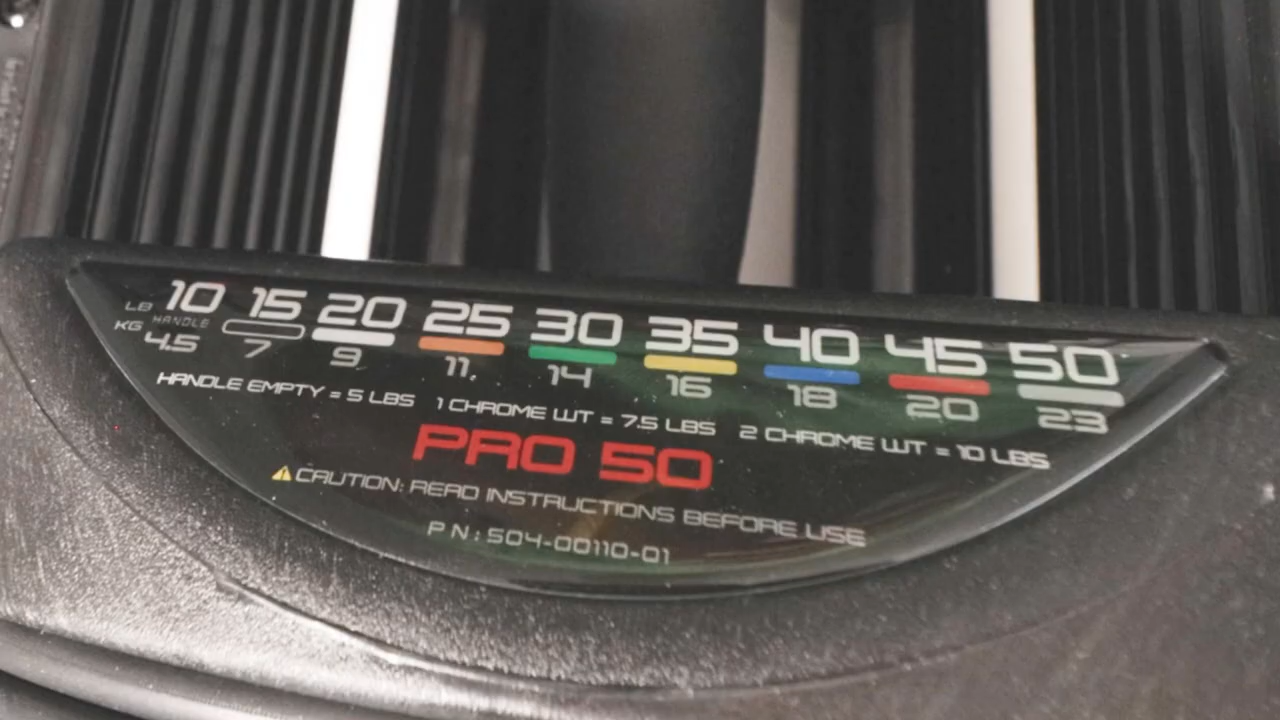 LB 10 15 20 25 30 35 40 45 50
KG HANDLE
4.5 7 9 11 14 16 18 20 23
HANDLE EMPTY = 5 LBS 1 CHROME WT = 7.5 LBS 2 CHROME WT = 10 LBS
PRO 50
CAUTION: READ INSTRUCTIONS BEFORE USE
PN: 504-00110-01